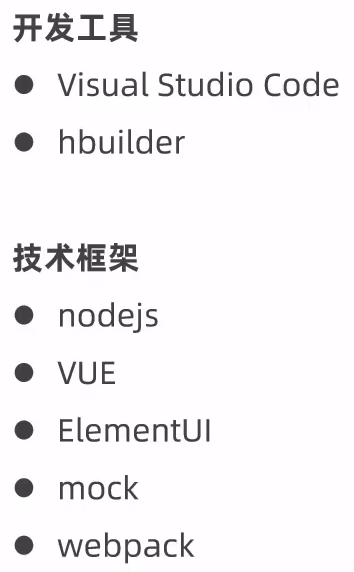 开发工具
● Visual Studio Code
● hbuilder
技术框架
● nodejs
● VUE
● ElementUI
● mock
● webpack